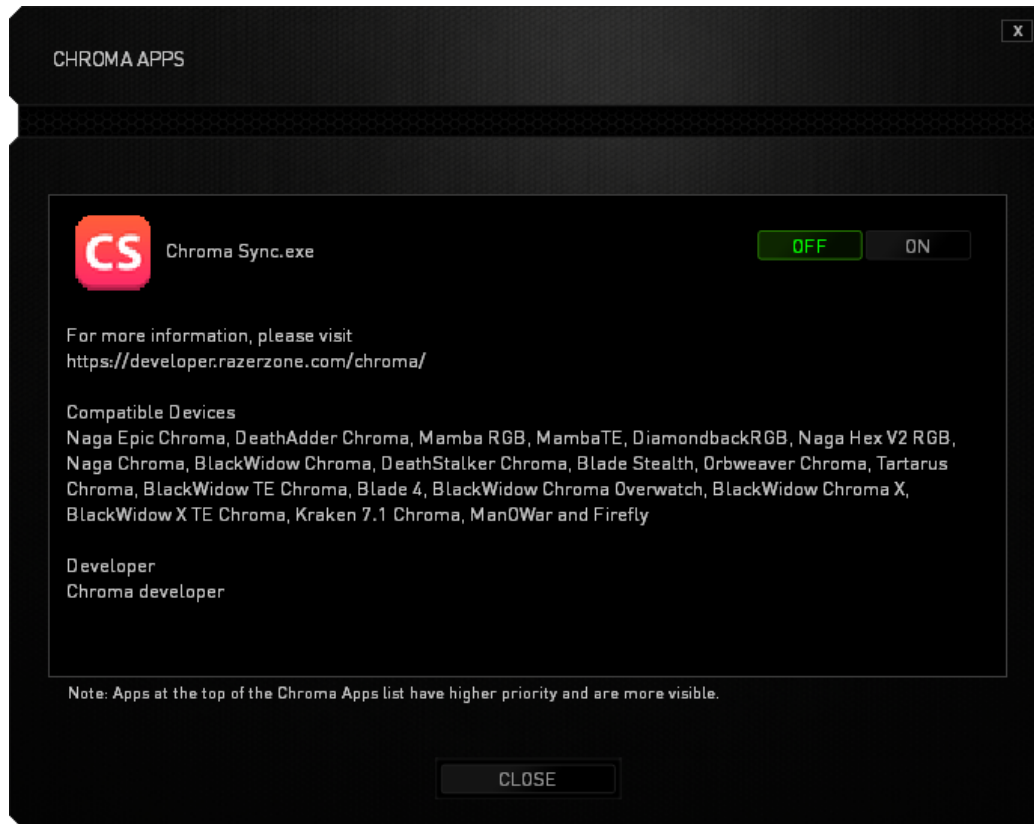 X
CHROMA APPS
CS
Chroma Sync.exe
OFF
ON
For more information, please visit
https://developer.razerzone.com/chroma/
Compatible Devices
Naga Epic Chroma, DeathAdder Chroma, Mamba RGB, MambaTE, DiamondbackRGB, Naga Hex V2 RGB,
Naga Chroma, BlackWidow Chroma, DeathStalker Chroma, Blade Stealth, Orbweaver Chroma, Tartarus
Chroma, BlackWidow TE Chroma, Blade 4, BlackWidow Chroma Overwatch, BlackWidow Chroma X,
BlackWidow X TE Chroma, Kraken 7.1 Chroma, ManOWar and Firefly
Developer
Chroma developer
Note: Apps at the top of the Chroma Apps list have higher priority and are more visible.
CLOSE